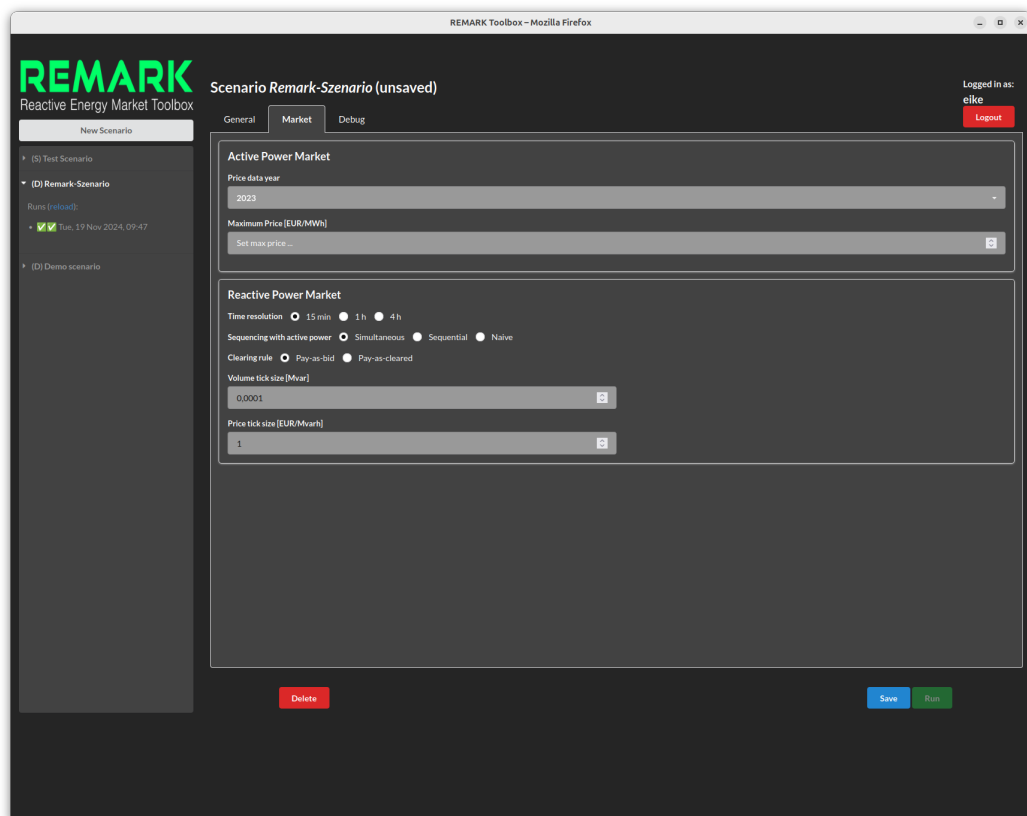 REMARK Toolbox – Mozilla Firefox
REMARK
Reactive Energy Market Toolbox
New Scenario
(S) Test Scenario
(D) Remark-Szenario
Runs (reload):
✅✅ Tue, 19 Nov 2024, 09:47
(D) Demo scenario
Scenario Remark-Szenario (unsaved)
Logged in as:
eike
Logout
General Market Debug
Active Power Market
Price data year
2023
Maximum Price [EUR/MWh]
Set max price ...
Reactive Power Market
Time resolution 15 min 1 h 4 h
Sequencing with active power Simultaneous Sequential Naive
Clearing rule Pay-as-bid Pay-as-cleared
Volume tick size [Mvar]
0,0001
Price tick size [EUR/Mvarh]
1
Delete Save Run